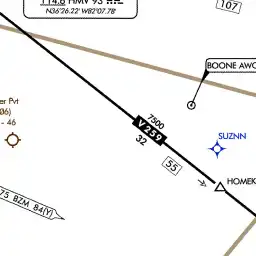 114.6 HMV 93
N36°26.22' W82°07.78'
107
BOONE AWO
er Pvt
06)
- 46
7500
V 259
32
SUZNN
55
HOMEK
75 BZM 84(Y)